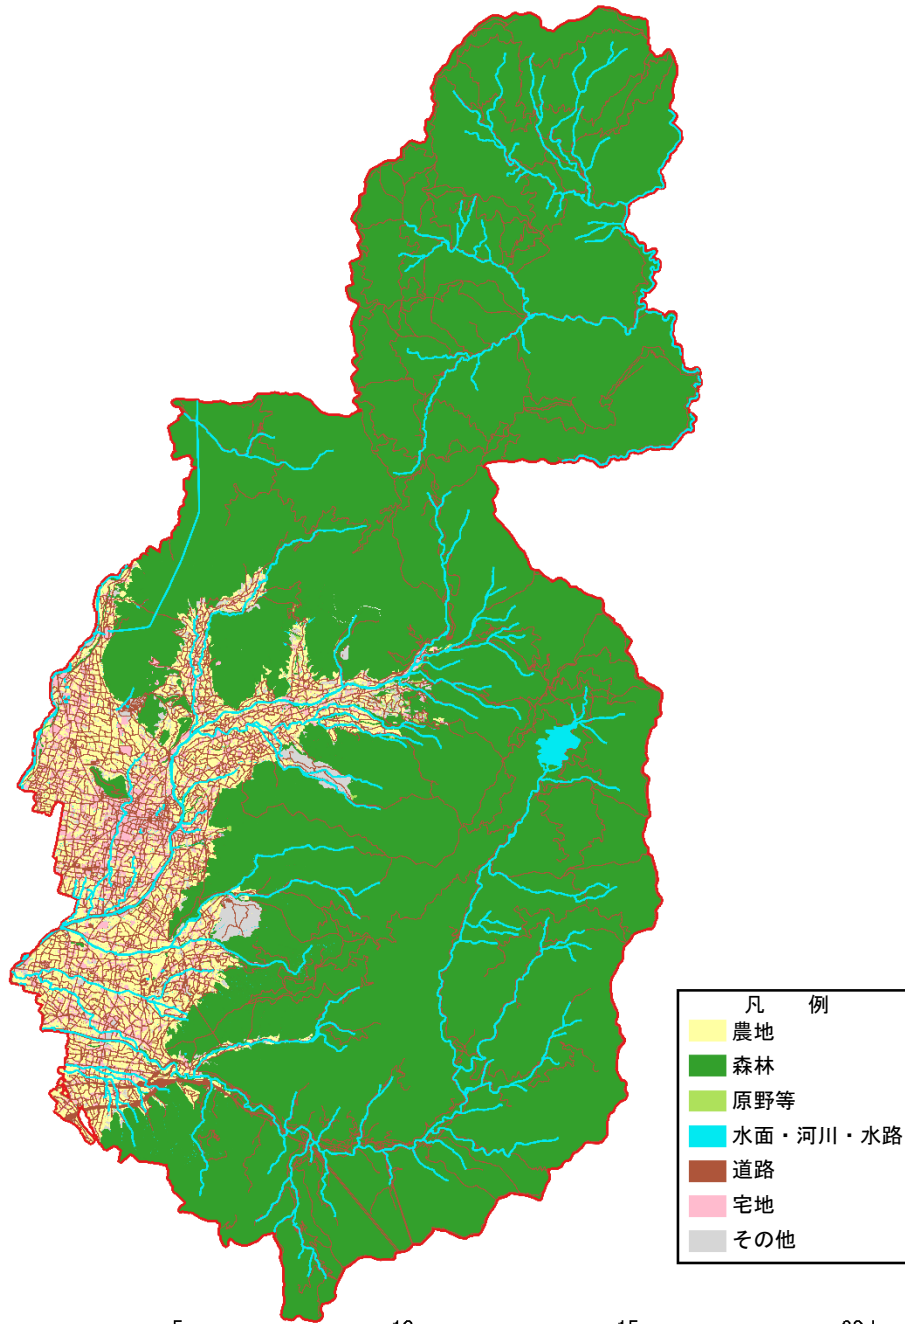 凡 例
農地
森林
原野等
水面・河川・水路
道路
宅地
その他